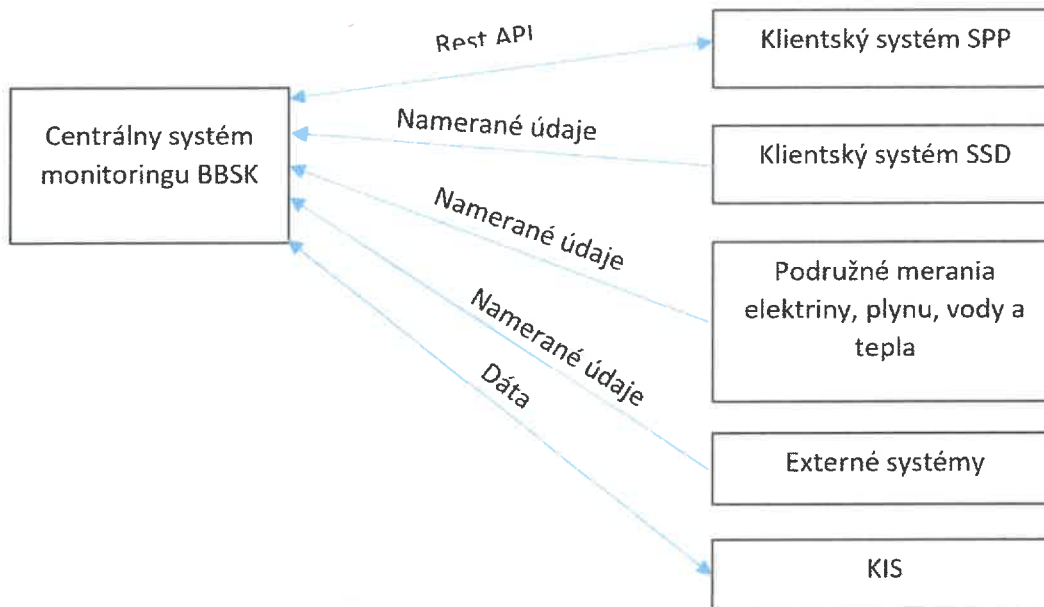 Rest API
Klientský systém SPP
Centrálny systém
monitoringu BBSK
Namerané údaje
Klientský systém SSD
Namerané údaje
Podružné merania
elektriny, plynu, vody a
tepla
Namerané údaje
Externé systémy
Dáta
KIS